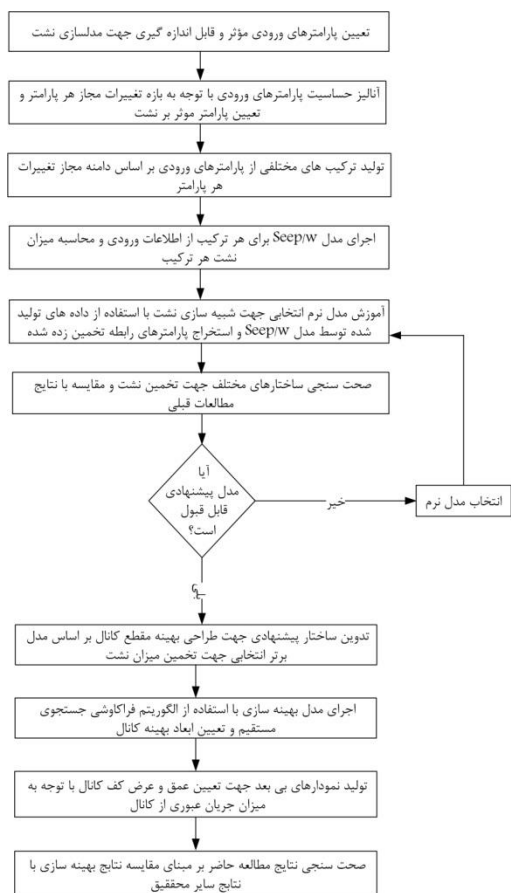 تعیین پارامترهای ورودی مؤثر و قابل اندازه گیری جهت مدلسازی نشت
آنالیز حساسیت پارامترهای ورودی با توجه به بازه تغییرات مجاز هر پارامتر و
تعیین پارامتر موثر بر نشت
تولید ترکیب های مختلفی از پارامترهای ورودی بر اساس دامنه مجاز تغییرات
هر پارامتر
اجرای مدل Seep/w برای هر ترکیب از اطلاعات ورودی و محاسبه میزان
نشت هر ترکیب
آموزش مدل نرم انتخابی جهت شبیه سازی نشت با استفاده از داده های تولید
شده توسط مدل Seep/w و استخراج پارامترهای رابطه تخمین زده شده
صحت سنجی ساختارهای مختلف جهت تخمین نشت و مقایسه با نتایج
مطالعات قبلی
آیا
مدل پیشنهادی
قابل قبول
است؟
خیر
انتخاب مدل نرم
بلی
تدوین ساختار پیشنهادی جهت طراحی بهینه مقطع کانال بر اساس مدل
برتر انتخابی جهت تخمین میزان نشت
اجرای مدل بهینه سازی با استفاده از الگوریتم فراکاوشی جستجوی
مستقیم و تعیین ابعاد بهینه کانال
تولید نمودارهای بی بعد جهت تعیین عمق و عرض کف کانال با توجه به
میزان جریان عبوری از کانال
صحت سنجی نتایج مطالعه حاضر بر مبنای مقایسه نتایج بهینه سازی با
نتایج سایر محققیق